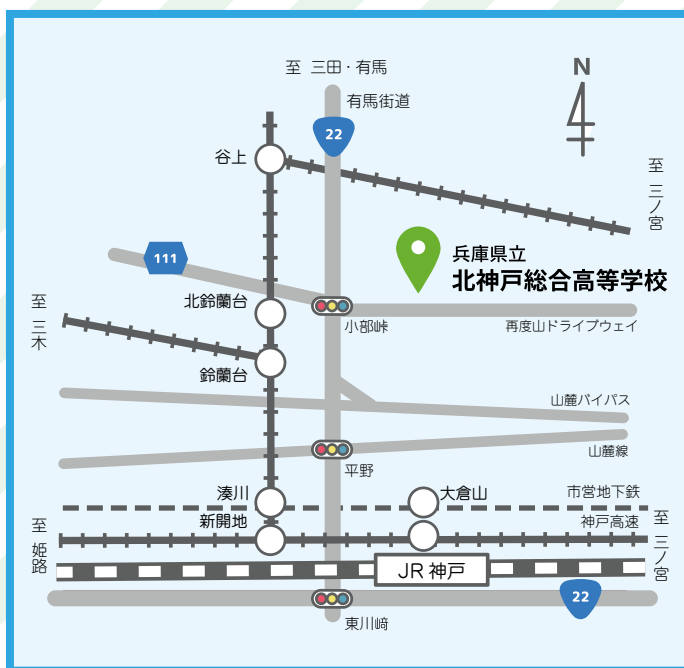 至 三田・有馬
N
有馬街道
22
谷上
至 三ノ宮
兵庫県立
北神戸総合高等学校
111
至 三木
北鈴蘭台
小部峠
再度山ドライブウェイ
鈴蘭台
山麓バイパス
山麓線
平野
湊川
大倉山
市営地下鉄
新開地
神戸高速
至 姫路
至 三ノ宮
JR 神戸
22
東川﨑